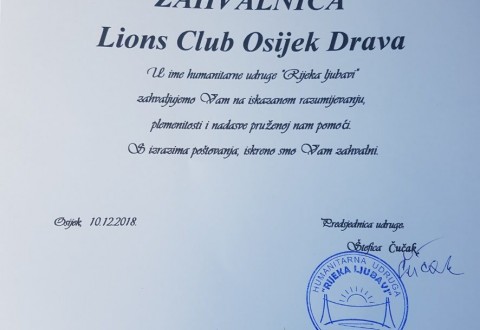 ZAHVALNICA
Lions Club Osijek Drava
U ime humanitarne udruge "Rijeka ljubavi"
zahvaljujemo Vam na iskazanom razumijevanju,
plemenitosti i nadasve pruženoj nam pomoći.
S izrazima poštovanja, iskreno smo Vam zahvalni.
Osijek, 10.12.2018.
Predsjednica udruge:
Štefica Čučak,
Čučak
HUMANITARNA UDRUGA
"RIJEKA LJUBAVI"